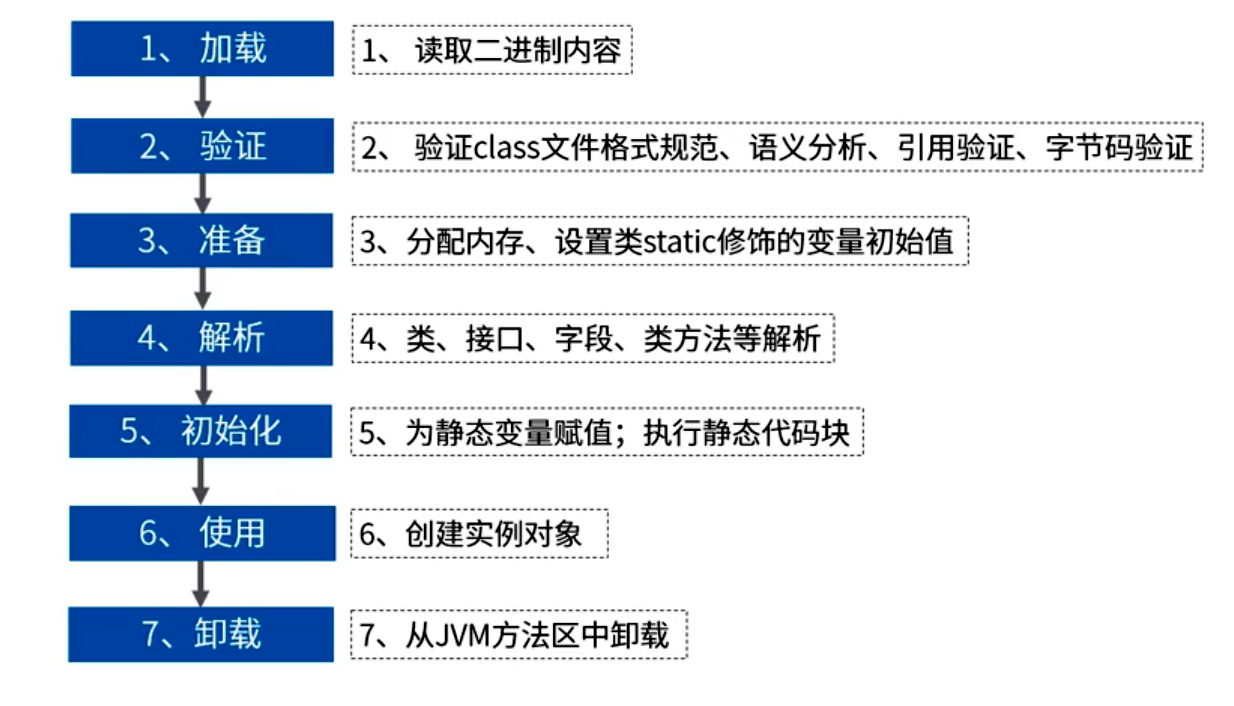 1、 加载
1、 读取二进制内容
2、 验证
2、 验证class文件格式规范、语义分析、引用验证、字节码验证
3、 准备
3、分配内存、设置类static修饰的变量初始值
4、 解析
4、类、接口、字段、类方法等解析
5、 初始化
5、为静态变量赋值；执行静态代码块
6、 使用
6、创建实例对象
7、卸载
7、从JVM方法区中卸载